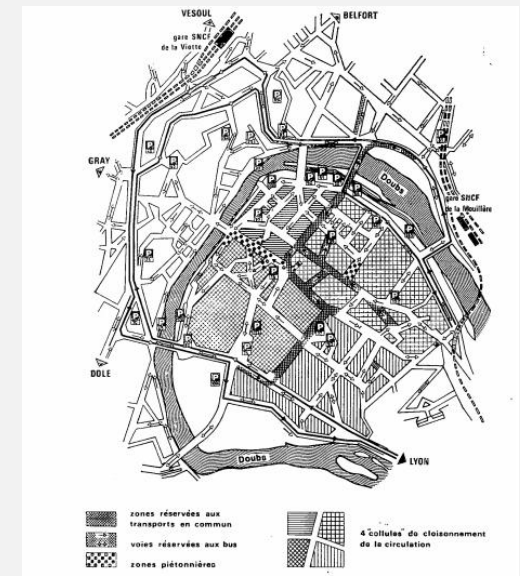 VESOUL
gare SNCF
de la Viotte
BELFORT
GRAY
Doubs
gare SNCF
de la Mouillère
DOLE
Doubs
LYON
zones réservées aux
transports en commun
voies réservées aux bus
zones piétonnières
4 "cellules" de cloisonnement
de la circulation